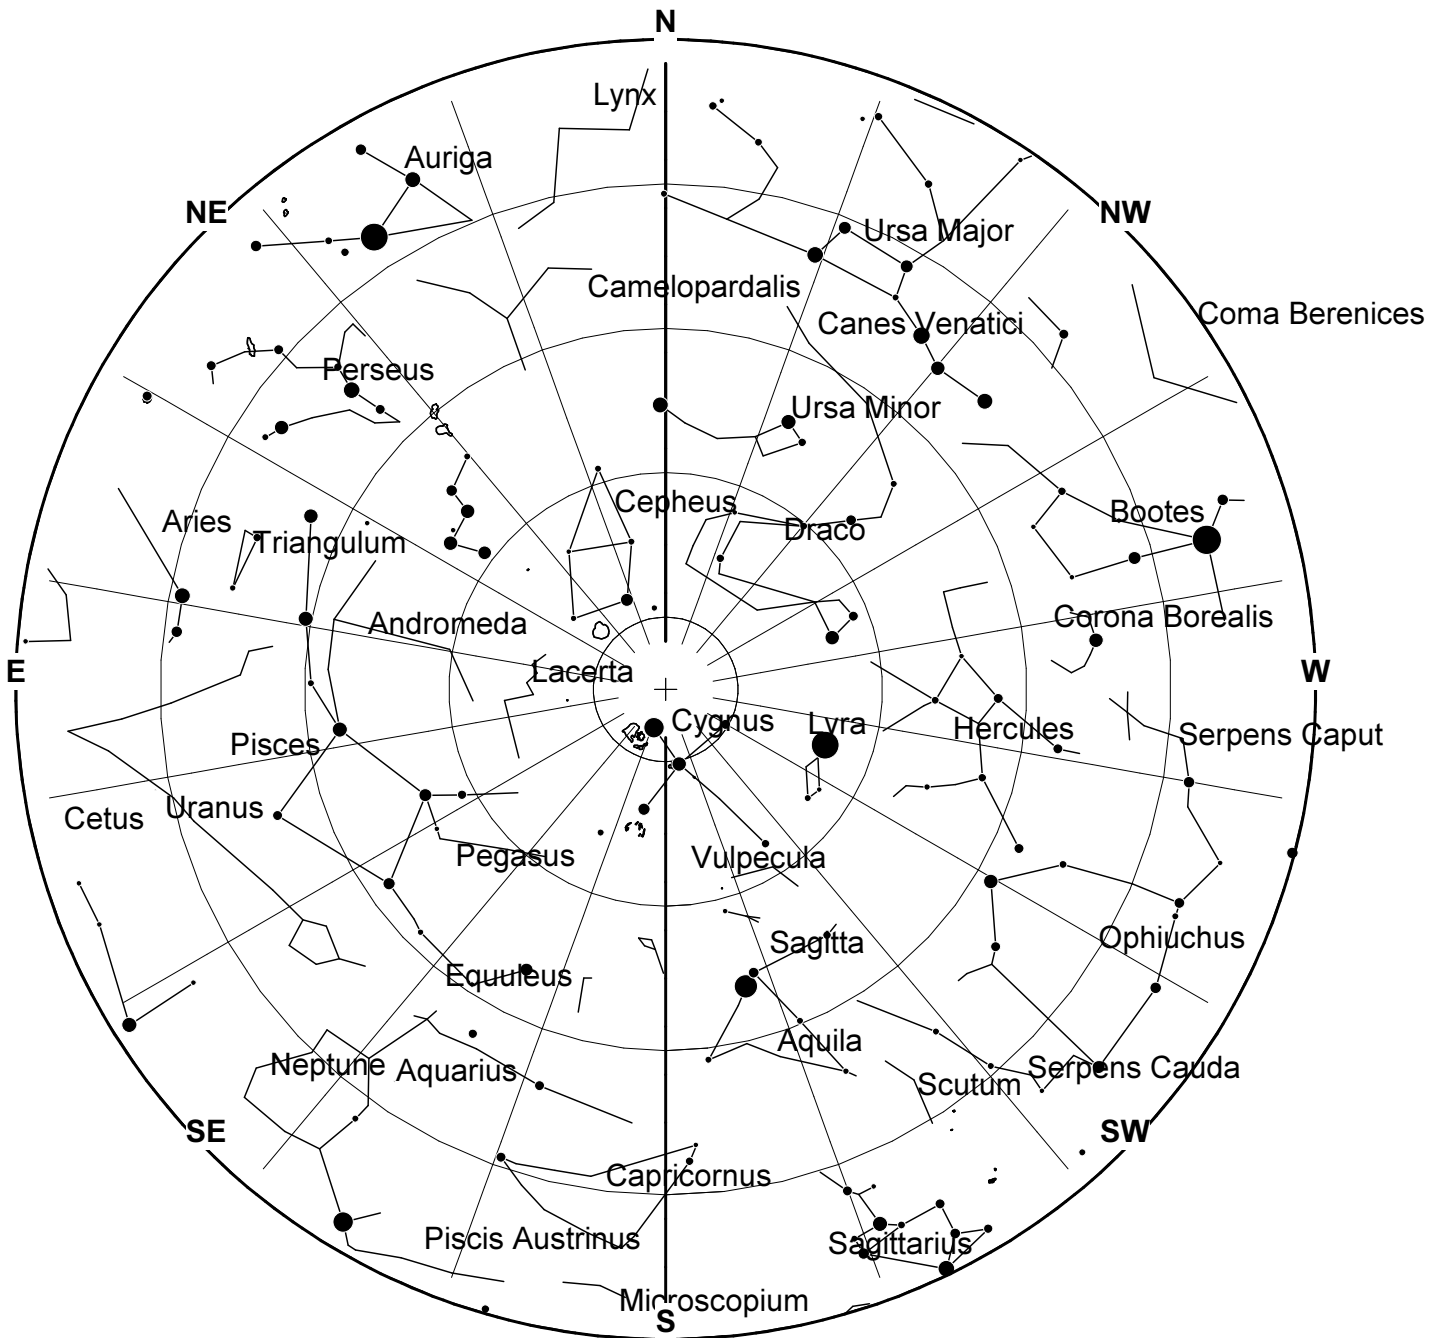 N
Lynx
Auriga
NE
NW
Ursa Major
Camelopardalis
Coma Berenices
Canes Venatici
Perseus
Ursa Minor
Cepheus
Bootes
Aries
Draco
Triangulum
Corona Borealis
Andromeda
E
Lacerta
W
Cygnus
Lyra
Hercules
Serpens Caput
Pisces
Uranus
Cetus
Pegasus
Vulpecula
Ophiuchus
Sagitta
Equuleus
Aquila
Neptune
Aquarius
Serpens Cauda
Scutum
SE
SW
Capricornus
Piscis Austrinus
Sagittarius
Microscopium
S